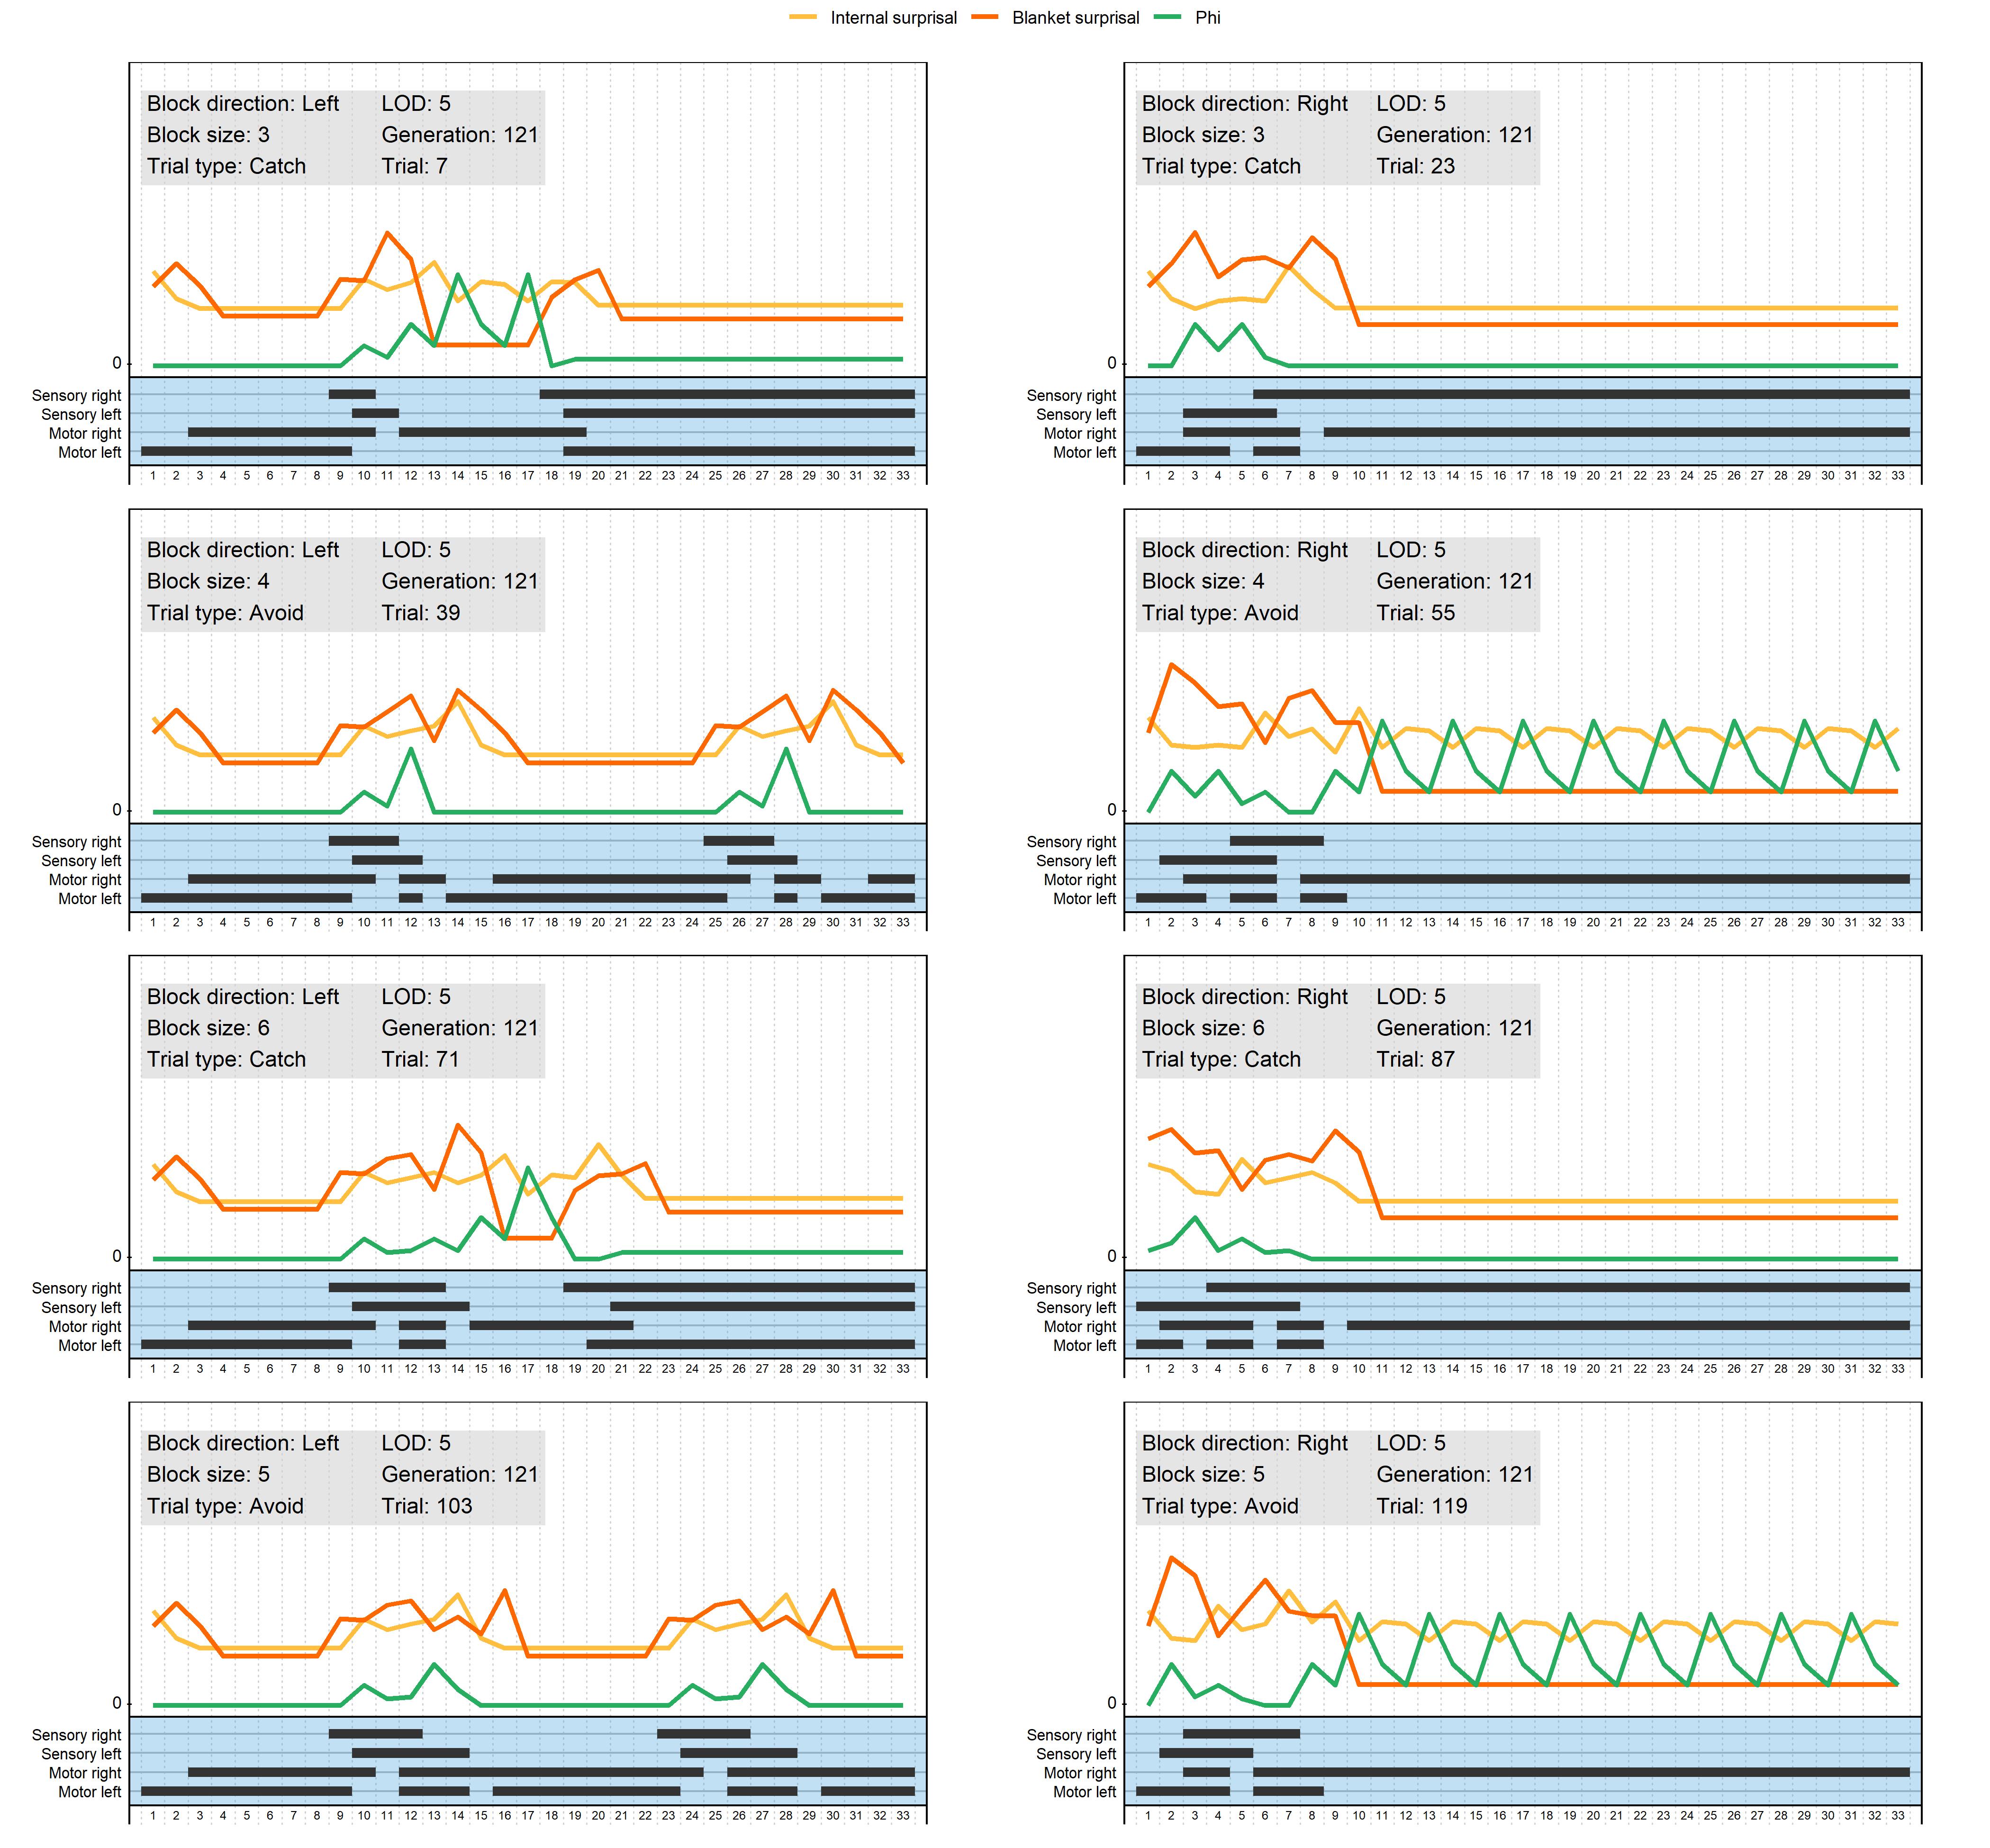 Internal surprisal Blanket surprisal Phi
Block direction: Left LOD: 5
Block size: 3 Generation: 121
Trial type: Catch Trial: 7
0
Sensory right
Sensory left
Motor right
Motor left
1 2 3 4 5 6 7 8 9 10 11 12 13 14 15 16 17 18 19 20 21 22 23 24 25 26 27 28 29 30 31 32 33
Block direction: Right LOD: 5
Block size: 3 Generation: 121
Trial type: Catch Trial: 23
0
Sensory right
Sensory left
Motor right
Motor left
1 2 3 4 5 6 7 8 9 10 11 12 13 14 15 16 17 18 19 20 21 22 23 24 25 26 27 28 29 30 31 32 33
Block direction: Left LOD: 5
Block size: 4 Generation: 121
Trial type: Avoid Trial: 39
0
Sensory right
Sensory left
Motor right
Motor left
1 2 3 4 5 6 7 8 9 10 11 12 13 14 15 16 17 18 19 20 21 22 23 24 25 26 27 28 29 30 31 32 33
Block direction: Right LOD: 5
Block size: 4 Generation: 121
Trial type: Avoid Trial: 55
0
Sensory right
Sensory left
Motor right
Motor left
1 2 3 4 5 6 7 8 9 10 11 12 13 14 15 16 17 18 19 20 21 22 23 24 25 26 27 28 29 30 31 32 33
Block direction: Left LOD: 5
Block size: 6 Generation: 121
Trial type: Catch Trial: 71
0
Sensory right
Sensory left
Motor right
Motor left
1 2 3 4 5 6 7 8 9 10 11 12 13 14 15 16 17 18 19 20 21 22 23 24 25 26 27 28 29 30 31 32 33
Block direction: Right LOD: 5
Block size: 6 Generation: 121
Trial type: Catch Trial: 87
0
Sensory right
Sensory left
Motor right
Motor left
1 2 3 4 5 6 7 8 9 10 11 12 13 14 15 16 17 18 19 20 21 22 23 24 25 26 27 28 29 30 31 32 33
Block direction: Left LOD: 5
Block size: 5 Generation: 121
Trial type: Avoid Trial: 103
0
Sensory right
Sensory left
Motor right
Motor left
1 2 3 4 5 6 7 8 9 10 11 12 13 14 15 16 17 18 19 20 21 22 23 24 25 26 27 28 29 30 31 32 33
Block direction: Right LOD: 5
Block size: 5 Generation: 121
Trial type: Avoid Trial: 119
0
Sensory right
Sensory left
Motor right
Motor left
1 2 3 4 5 6 7 8 9 10 11 12 13 14 15 16 17 18 19 20 21 22 23 24 25 26 27 28 29 30 31 32 33